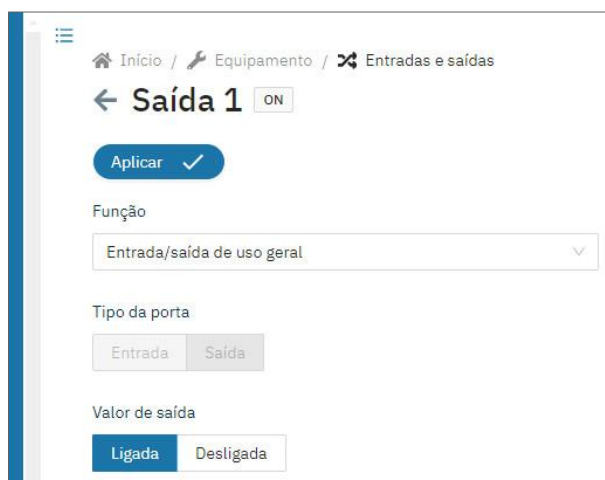 Início / Equipamento / Entradas e saídas
Saída 1 ON
Aplicar
Função
Entrada/saída de uso geral
Tipo da porta
Entrada Saída
Valor de saída
Ligada Desligada